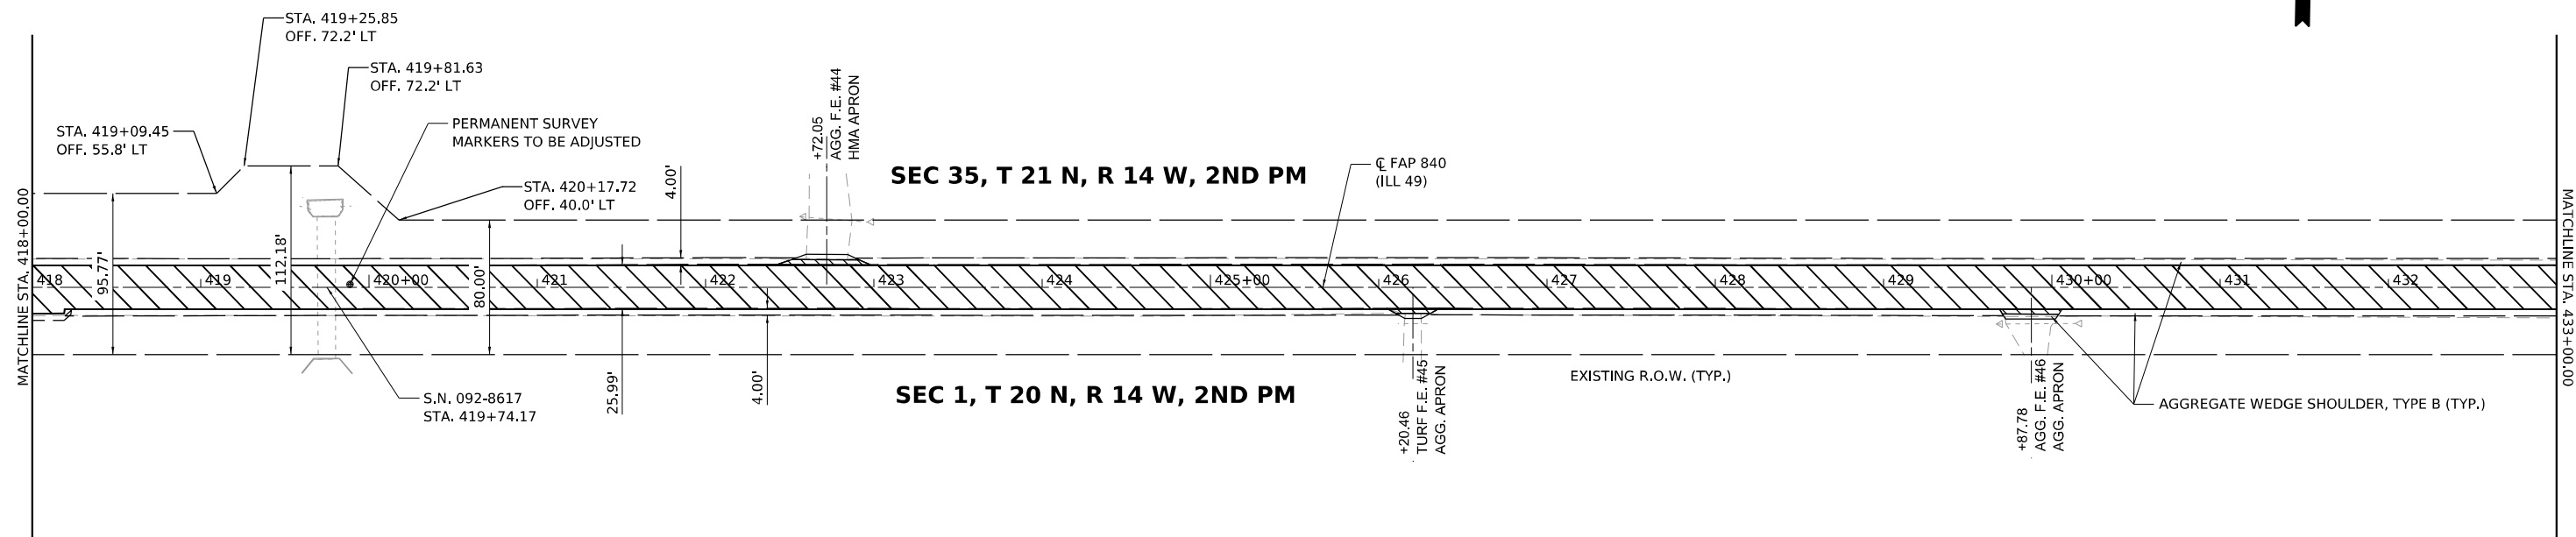 STA. 419+25.85
OFF. 72.2' LT
STA. 419+81.63
OFF. 72.2' LT
STA. 419+09.45
OFF. 55.8' LT
PERMANENT SURVEY
MARKERS TO BE ADJUSTED
STA. 420+17.72
OFF. 40.0' LT
4.00'
+72.05
AGG. F.E. #44
HMA APRON
SEC 35, T 21 N, R 14 W, 2ND PM
℄ FAP 840
(ILL 49)
MATCHLINE STA. 418+00.00
MATCHLINE STA. 433+00.00
95.77'
112.18'
80.00'
418
419
420+00
421
422
423
424
425+00
426
427
428
429
430+00
431
432
S.N. 092-8617
STA. 419+74.17
25.99'
4.00'
SEC 1, T 20 N, R 14 W, 2ND PM
+20.46
TURF F.E. #45
AGG. APRON
EXISTING R.O.W. (TYP.)
+87.78
AGG. F.E. #46
AGG. APRON
AGGREGATE WEDGE SHOULDER, TYPE B (TYP.)